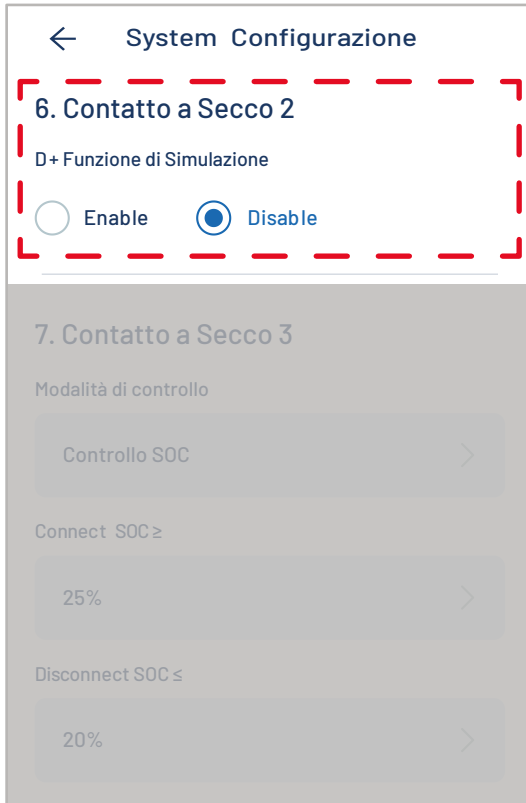 System Configurazione
6. Contatto a Secco 2
D+ Funzione di Simulazione
Enable Disable
7. Contatto a Secco 3
Modalità di controllo
Controllo SOC
Connect SOC ≥
25%
Disconnect SOC ≤
20%